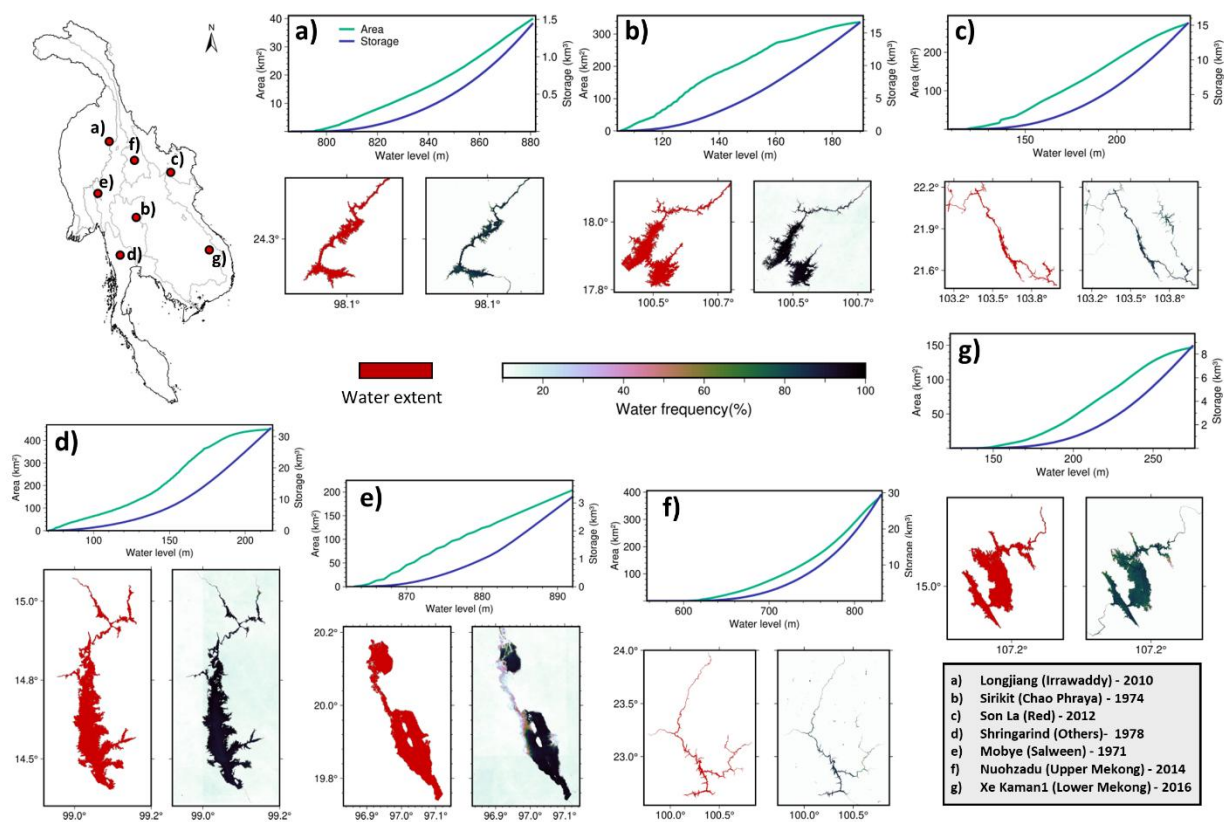 N
a)
f)
c)
e)
b)
d)
g)
a)
Area
Storage
Area (km²)
40
30
20
10
1.5
1.0
0.5
Storage (km³)
800 820 840 860 880
Water level (m)
24.3°
98.1° 98.1°
b)
Area (km²)
300
200
100
0
15
10
5
0
Storage (km³)
120 140 160 180
Water level (m)
18.0°
17.8°
100.5° 100.7° 100.5° 100.7°
c)
Area (km²)
200
100
0
15
10
5
Storage (km³)
150 200
Water level (m)
22.2°
21.9°
21.6°
103.2° 103.5° 103.8° 103.2° 103.5° 103.8°
Water extent
20 40 60 80 100
Water frequency(%)
g)
Area (km²)
150
100
50
8
6
4
2
Storage (km³)
150 200 250
Water level (m)
15.0°
107.2° 107.2°
d)
Area (km²)
400
300
200
100
0
30
20
10
0
Storage (km³)
100 150 200
Water level (m)
15.0°
14.8°
14.5°
99.0° 99.2° 99.0° 99.2°
e)
Area (km²)
200
150
100
50
0
3
2
1
0
Storage (km³)
870 880 890
Water level (m)
20.2°
20.0°
19.8°
96.9° 97.0° 97.1° 96.9° 97.0° 97.1°
f)
Area (km²)
400
300
200
100
0
30
20
10
Storage (km³)
600 700 800
Water level (m)
24.0°
23.5°
23.0°
100.0° 100.5° 100.0° 100.5°
a) Longjiang (Irrawaddy) - 2010
b) Sirikit (Chao Phraya) - 1974
c) Son La (Red) - 2012
d) Shringarind (Others)- 1978
e) Mobye (Salween) - 1971
f) Nuohzadu (Upper Mekong) - 2014
g) Xe Kaman1 (Lower Mekong) - 2016